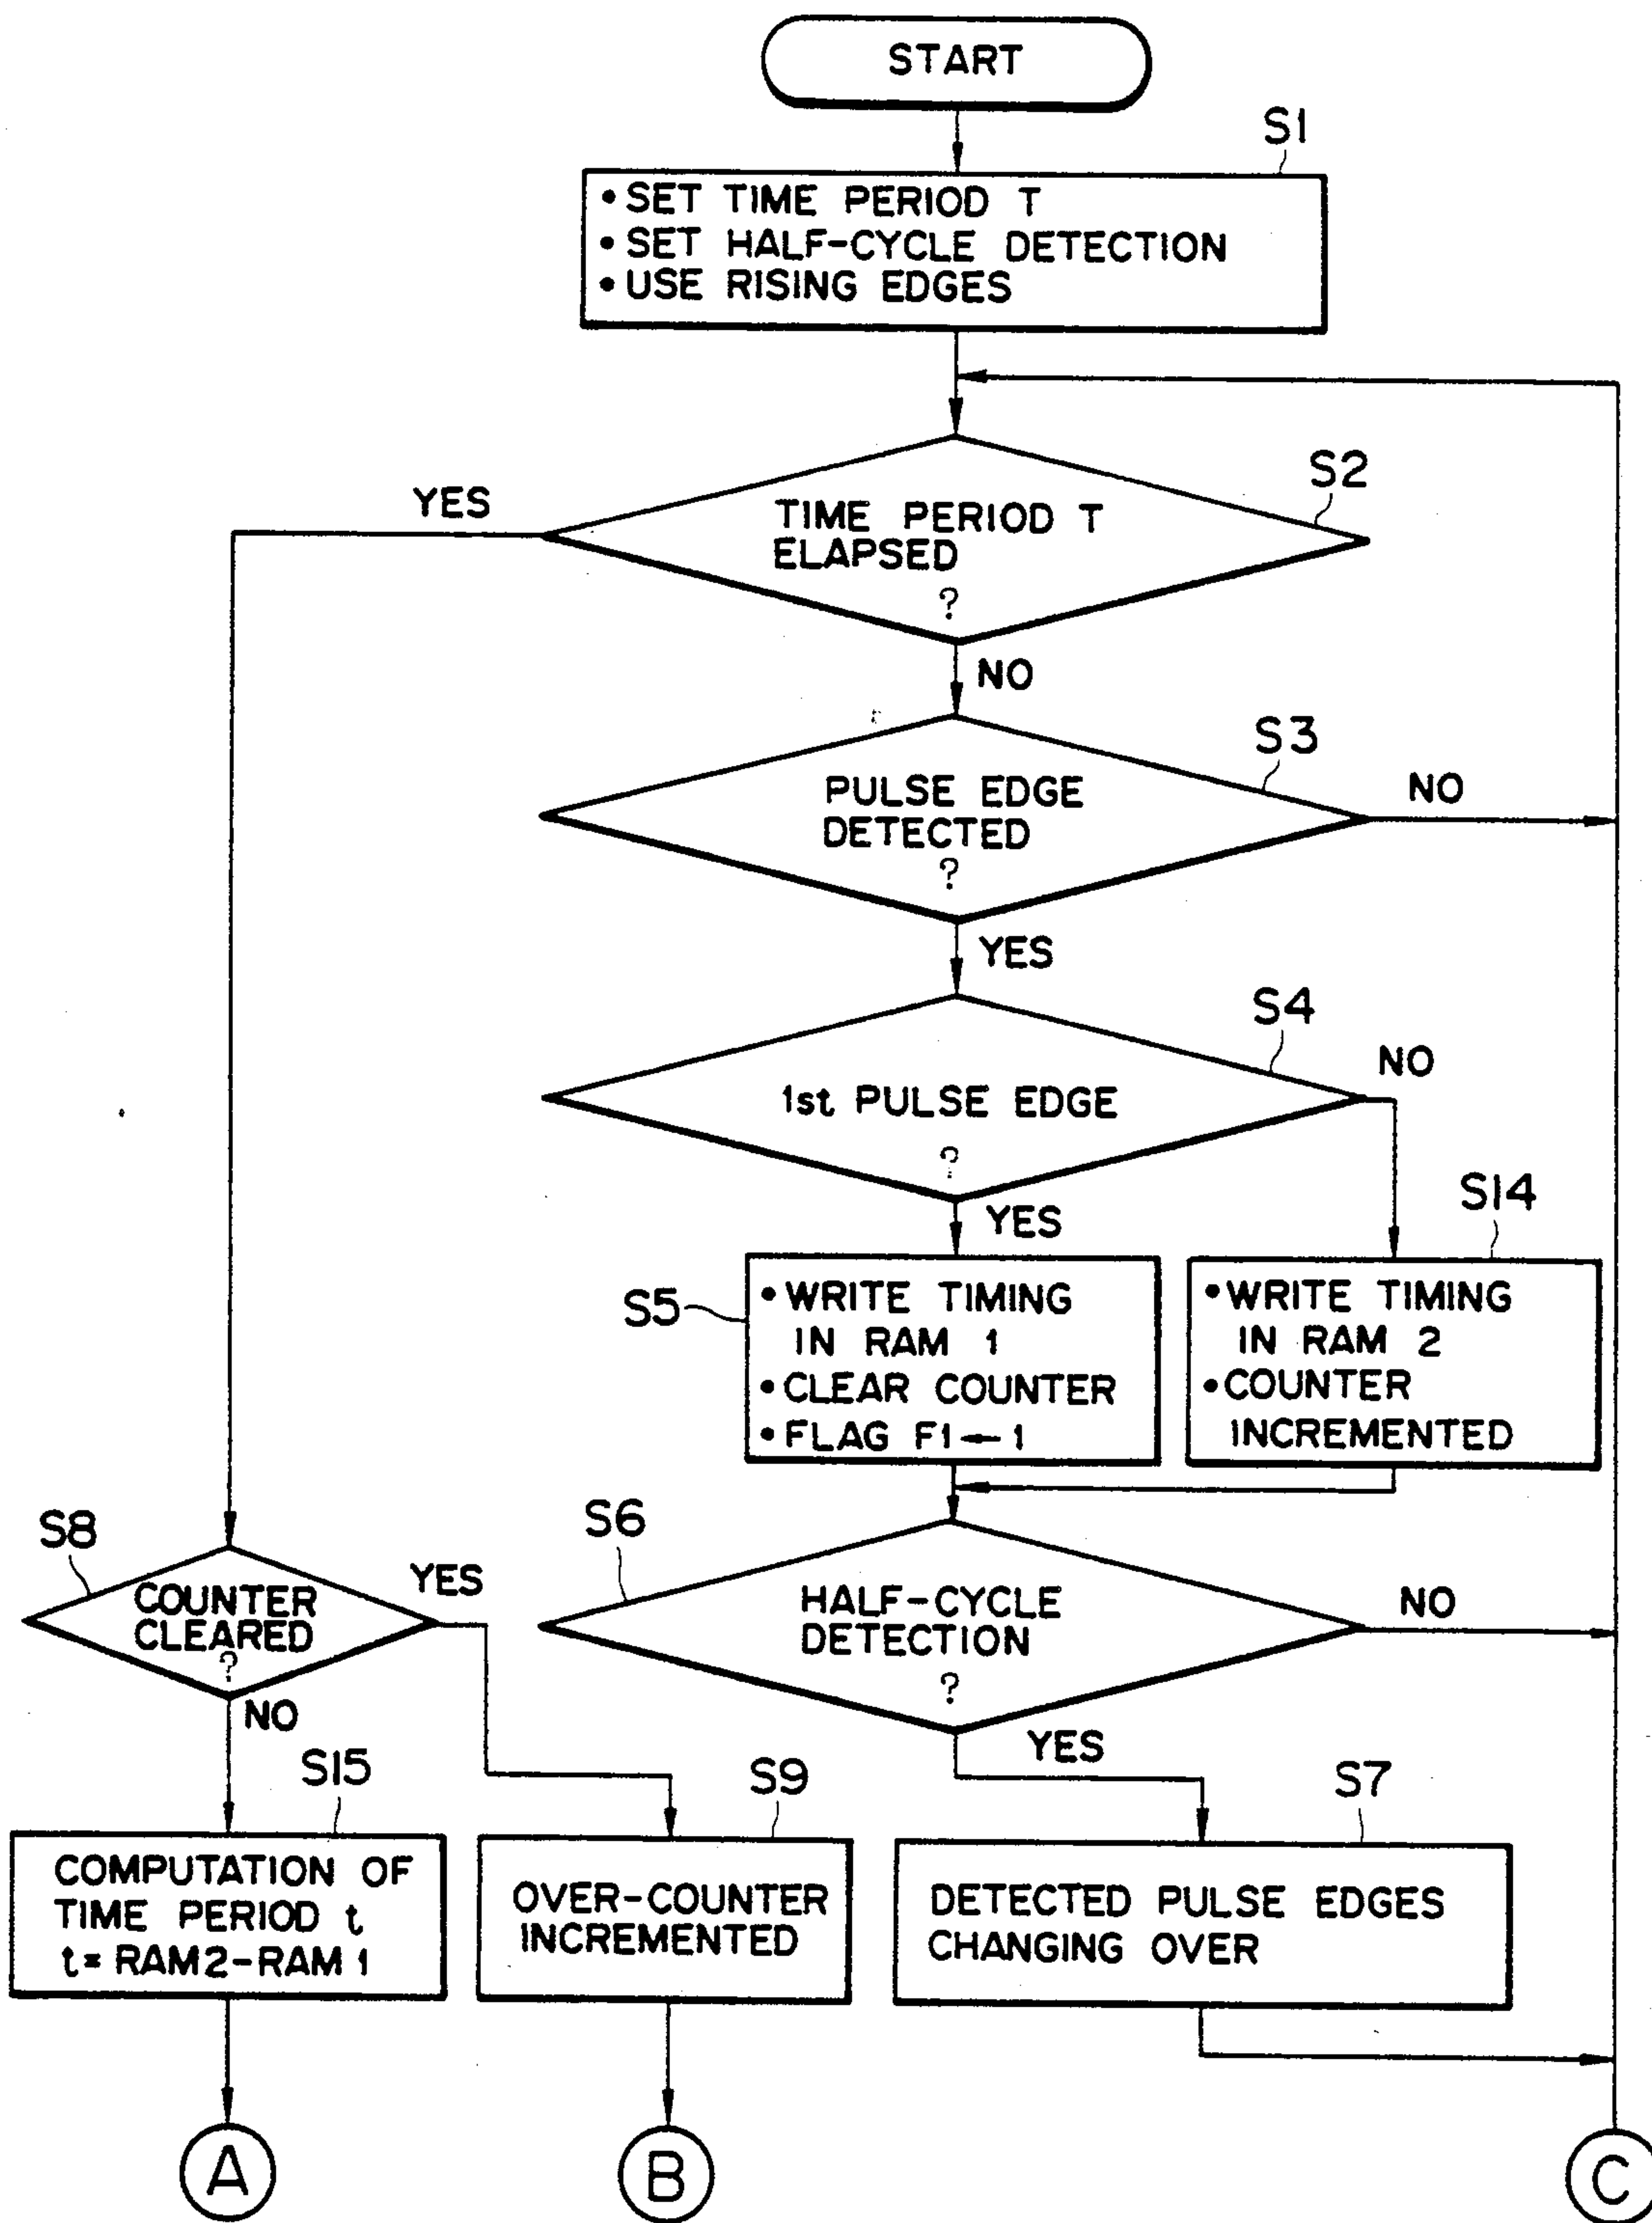 START
S1
• SET TIME PERIOD T
• SET HALF-CYCLE DETECTION
• USE RISING EDGES
S2
YES
TIME PERIOD T
ELAPSED
?
NO
S3
PULSE EDGE
DETECTED
?
NO
YES
S4
NO
1st PULSE EDGE
?
YES
S14
S5
• WRITE TIMING
IN RAM 1
• CLEAR COUNTER
• FLAG F1 ← 1
• WRITE TIMING
IN RAM 2
• COUNTER
INCREMENTED
S8
COUNTER
CLEARED
?
YES
NO
S6
HALF-CYCLE
DETECTION
?
NO
YES
S15
COMPUTATION OF
TIME PERIOD t
t = RAM2-RAM 1
S9
OVER-COUNTER
INCREMENTED
S7
DETECTED PULSE EDGES
CHANGING OVER
A
B
C